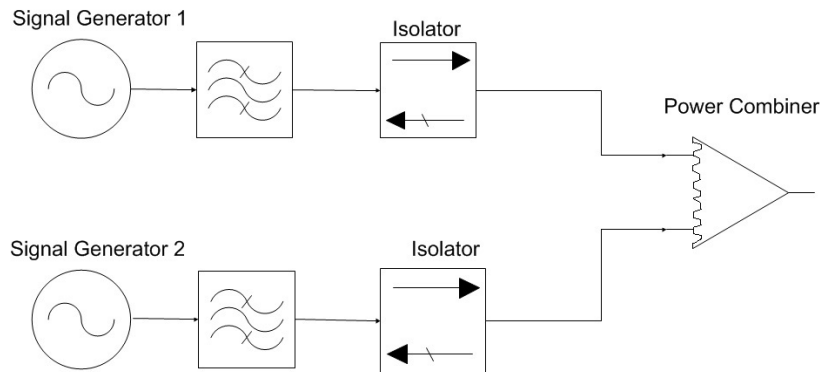 Signal Generator 1
Isolator
Power Combiner
Signal Generator 2
Isolator